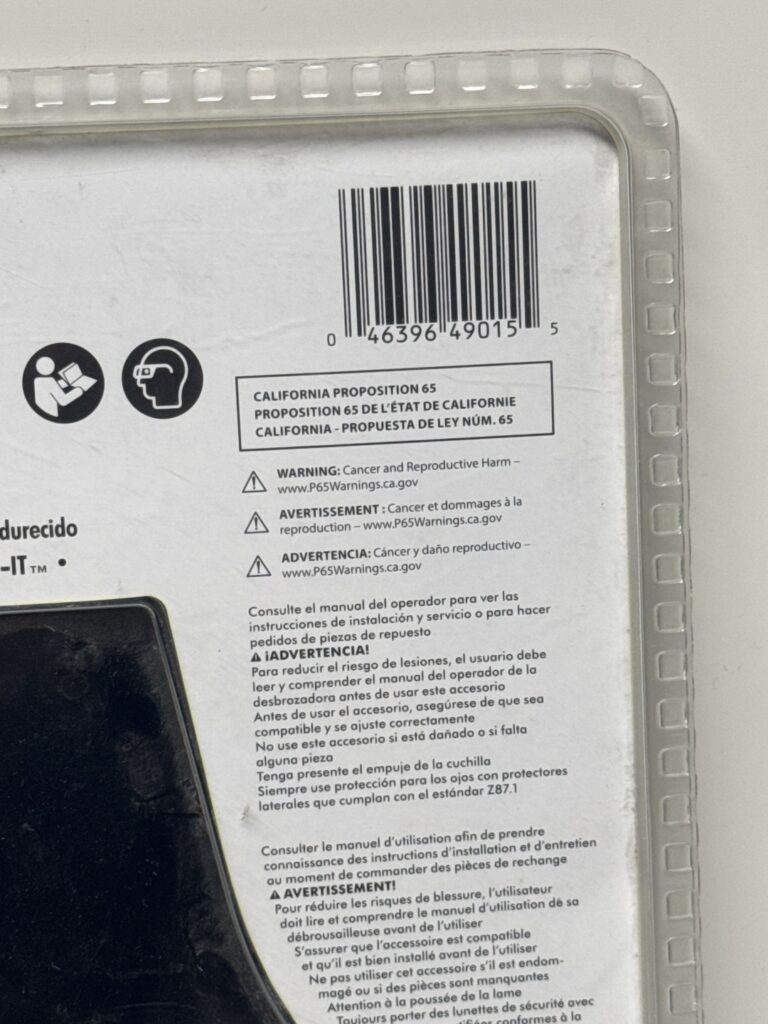 0 46396 49015 5
CALIFORNIA PROPOSITION 65
PROPOSITION 65 DE L'ÉTAT DE CALIFORNIE
CALIFORNIA - PROPUESTA DE LEY NÚM. 65
WARNING: Cancer and Reproductive Harm –
www.P65Warnings.ca.gov
AVERTISSEMENT : Cancer et dommages à la
reproduction – www.P65Warnings.ca.gov
ADVERTENCIA: Cáncer y daño reproductivo –
www.P65Warnings.ca.gov
durecido
-IT™ •
Consulte el manual del operador para ver las
instrucciones de instalación y servicio o para hacer
pedidos de piezas de repuesto
¡ADVERTENCIA!
Para reducir el riesgo de lesiones, el usuario debe
leer y comprender el manual del operador de la
desbrozadora antes de usar este accesorio
Antes de usar el accesorio, asegúrese de que sea
compatible y se ajuste correctamente
No use este accesorio si está dañado o si falta
alguna pieza
Tenga presente el empuje de la cuchilla
Siempre use protección para los ojos con protectores
laterales que cumplan con el estándar Z87.1
Consulter le manuel d'utilisation afin de prendre
connaissance des instructions d'installation et d'entretien
au moment de commander des pièces de rechange
AVERTISSEMENT!
Pour réduire les risques de blessure, l'utilisateur
doit lire et comprendre le manuel d'utilisation de sa
débrousailleuse avant de l'utiliser
S'assurer que l'accessoire est compatible
et qu'il est bien installé avant de l'utiliser
Ne pas utiliser cet accessoire s'il est endom-
magé ou si des pièces sont manquantes
Attention à la poussée de la lame
Toujours porter des lunettes de sécurité avec
conformes à la